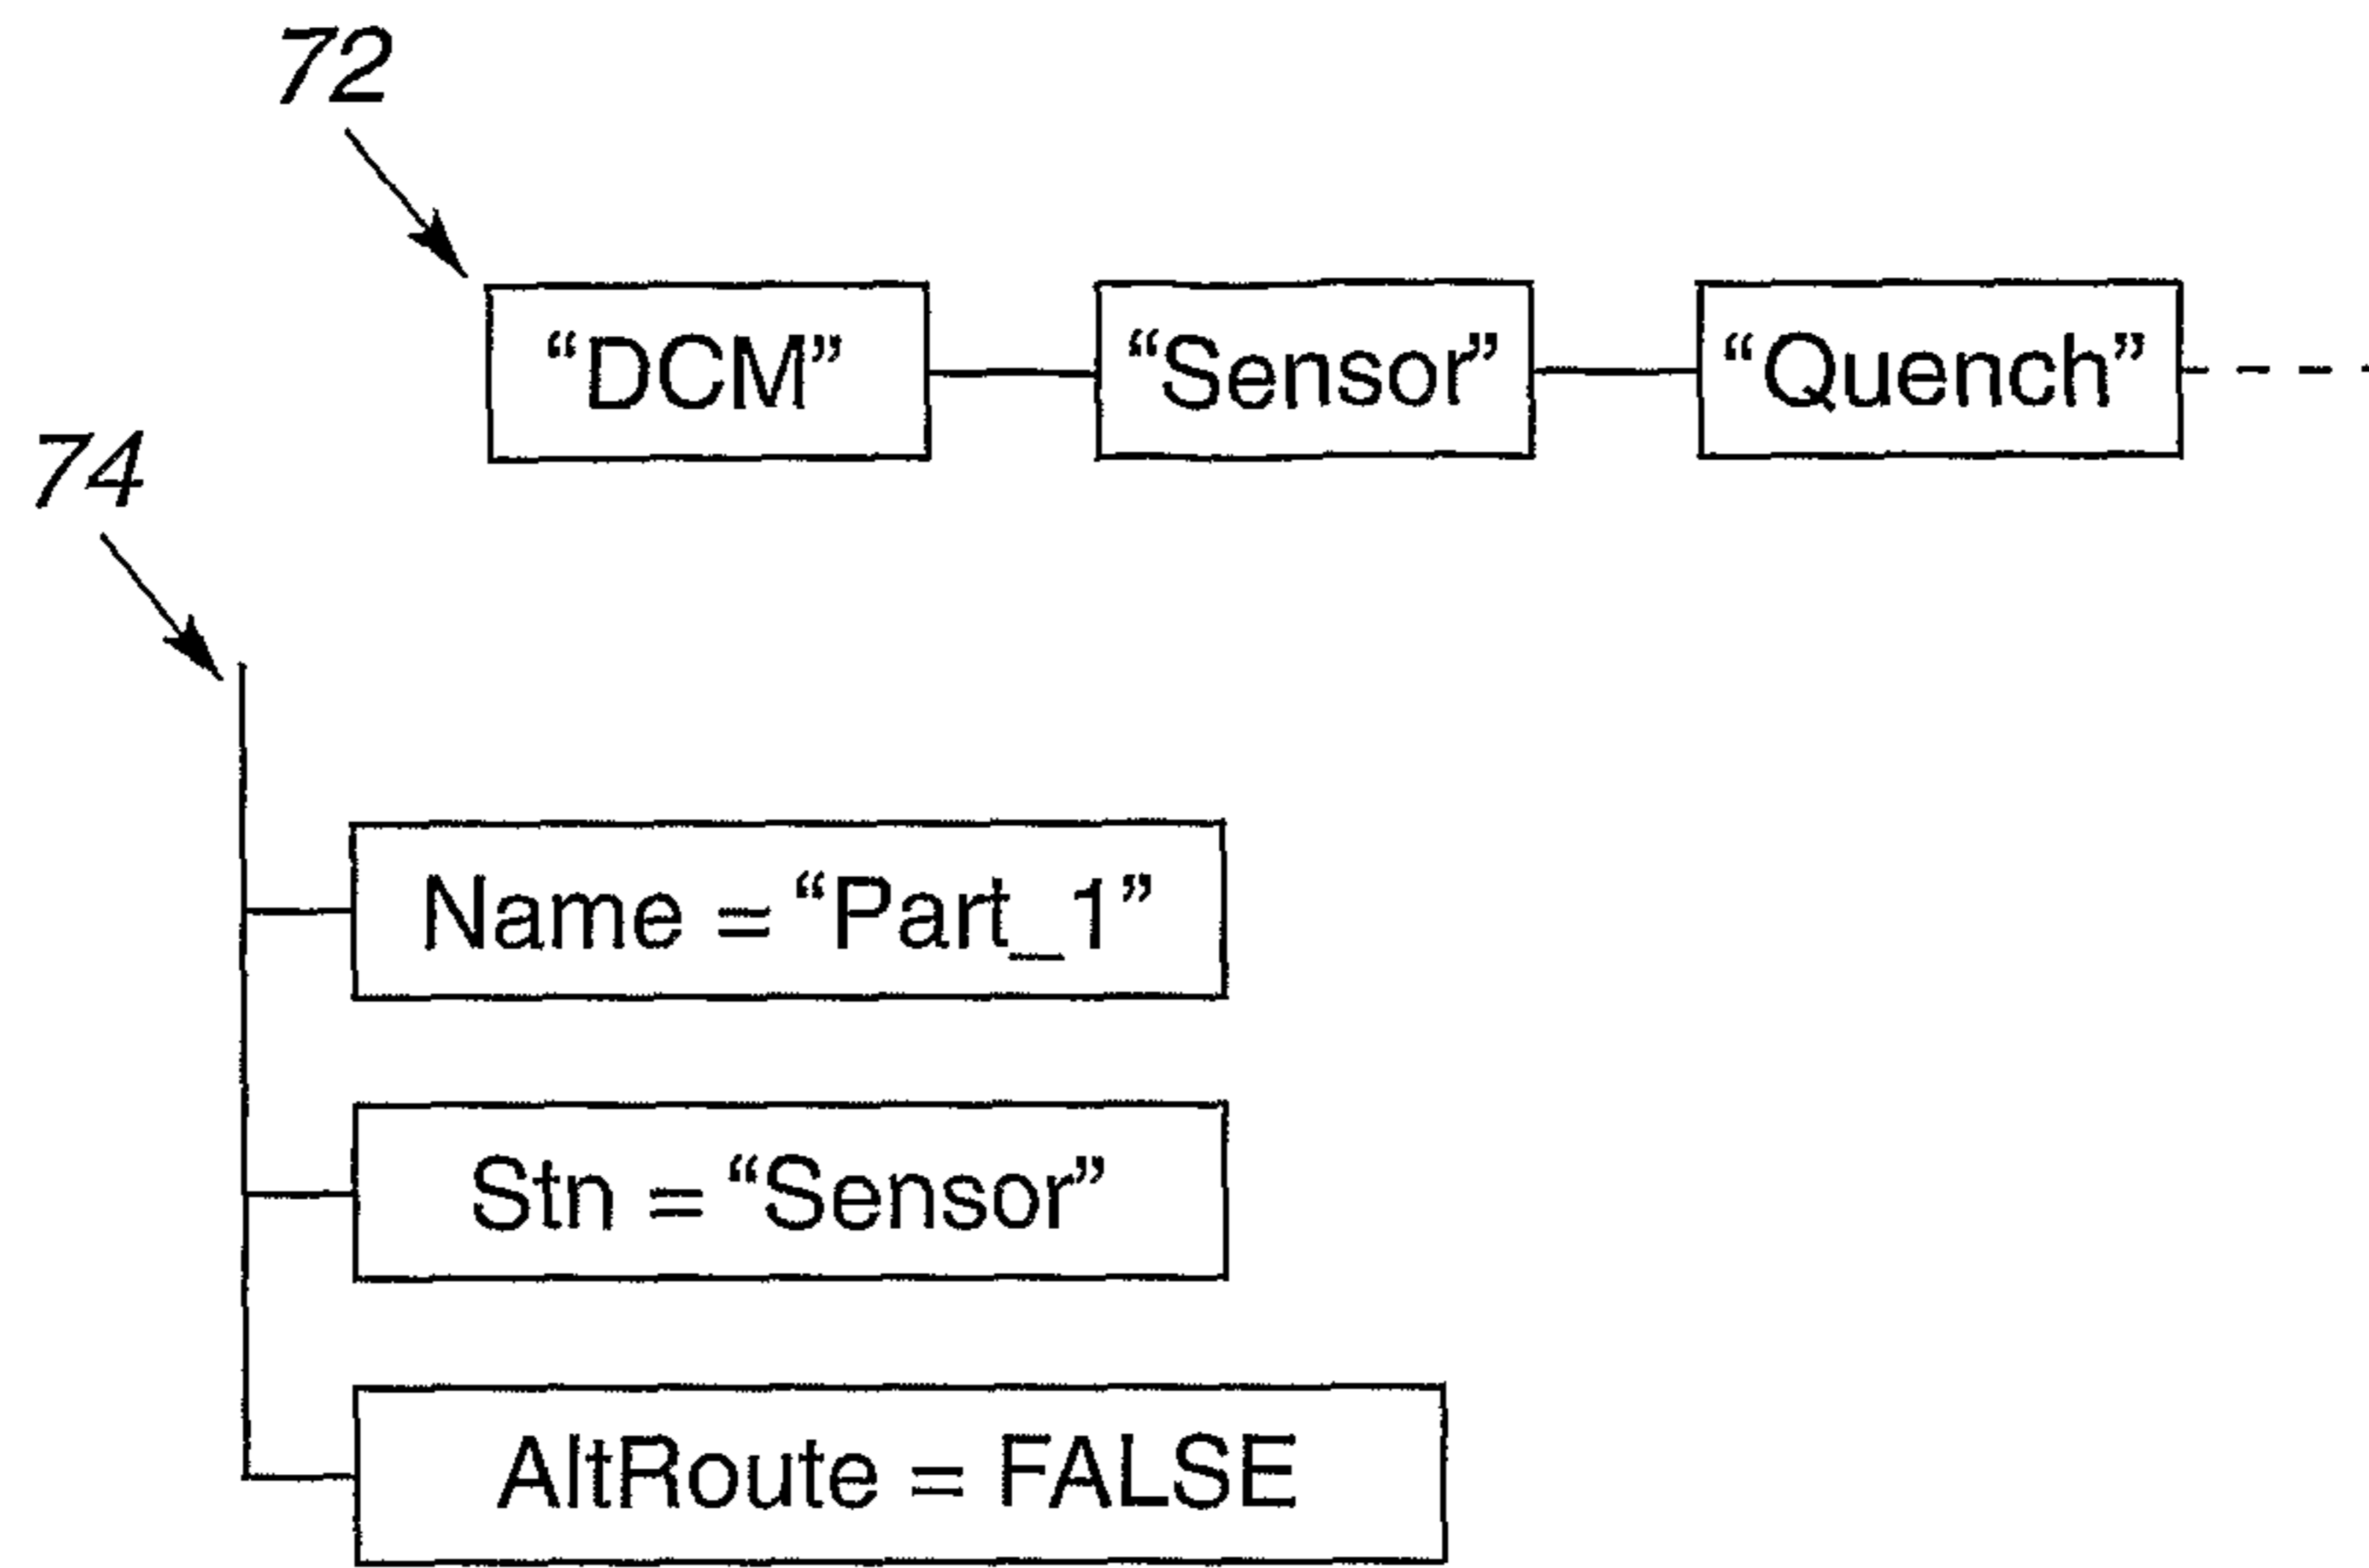 72
“DCM” “Sensor” “Quench”
74
Name = “Part_1”
Stn = “Sensor”
AltRoute = FALSE